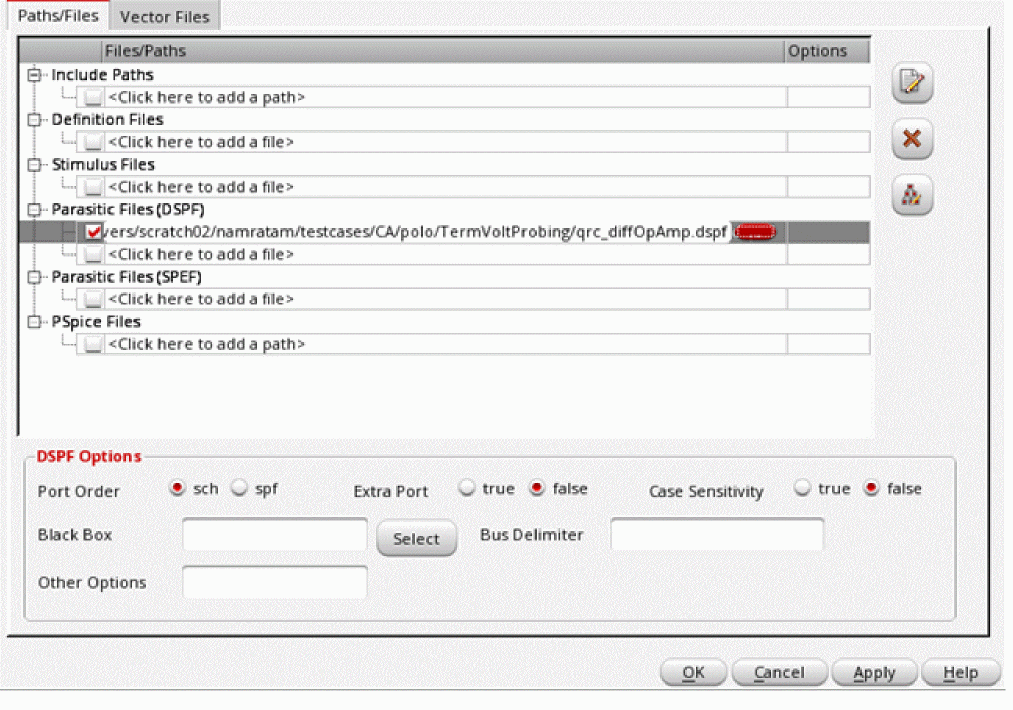 Paths/Files Vector Files
Files/Paths Options
Include Paths
<Click here to add a path>
Definition Files
<Click here to add a file>
Stimulus Files
<Click here to add a file>
Parasitic Files (DSPF)
vers/scratch02/namratam/testcases/CA/polo/TermVoltProbing/qrc_diffOpAmp.dspf
<Click here to add a file>
Parasitic Files (SPEF)
<Click here to add a file>
PSpice Files
<Click here to add a path>
DSPF Options
Port Order sch spf Extra Port true false Case Sensitivity true false
Black Box Select Bus Delimiter
Other Options
OK Cancel Apply Help